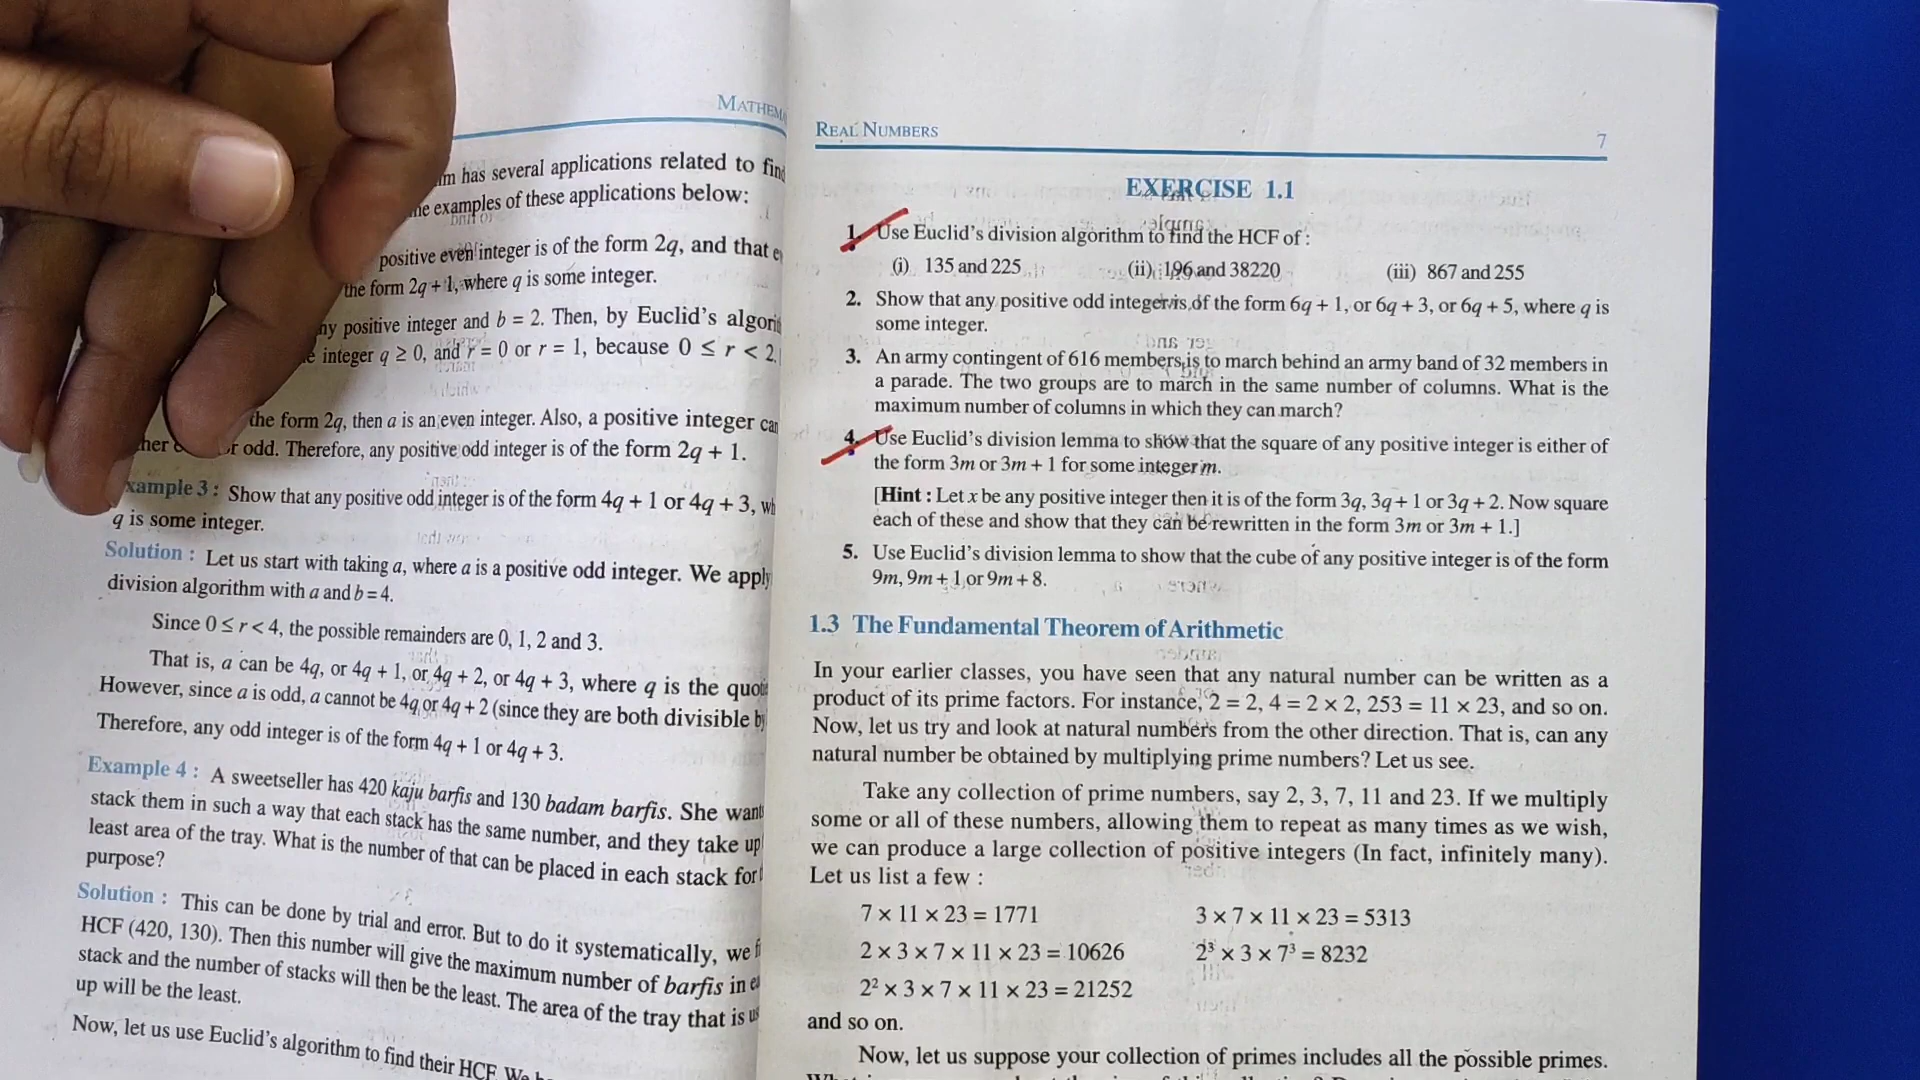 MATHEM
m has several applications related to find
examples of these applications below:
positive even integer is of the form 2q, and that
the form 2q + 1, where q is some integer.
ny positive integer and b = 2. Then, by Euclid's algorit
integer q ≥ 0, and r = 0 or r = 1, because 0 ≤ r < 2.
the form 2q, then a is an even integer. Also, a positive integer can
odd. Therefore, any positive odd integer is of the form 2q + 1.
xample 3 : Show that any positive odd integer is of the form 4q + 1 or 4q + 3, wh
q is some integer.
Solution : Let us start with taking a, where a is a positive odd integer. We apply
division algorithm with a and b = 4.
Since 0 ≤ r < 4, the possible remainders are 0, 1, 2 and 3.
That is, a can be 4q, or 4q + 1, or 4q + 2, or 4q + 3, where q is the quoti
However, since a is odd, a cannot be 4q or 4q + 2 (since they are both divisible by
Therefore, any odd integer is of the form 4q + 1 or 4q + 3.
Example 4 : A sweetseller has 420 kaju barfis and 130 badam barfis. She want
stack them in such a way that each stack has the same number, and they take up
least area of the tray. What is the number of that can be placed in each stack for
purpose?
Solution : This can be done by trial and error. But to do it systematically, we
HCF (420, 130). Then this number will give the maximum number of barfis in
stack and the number of stacks will then be the least. The area of the tray that is us
up will be the least.
Now, let us use Euclid's algorithm to find their HCF. We
REAL NUMBERS 7
EXERCISE 1.1
1. Use Euclid's division algorithm to find the HCF of :
(i) 135 and 225 (ii) 196 and 38220 (iii) 867 and 255
2. Show that any positive odd integer is of the form 6q + 1, or 6q + 3, or 6q + 5, where q is
some integer.
3. An army contingent of 616 members is to march behind an army band of 32 members in
a parade. The two groups are to march in the same number of columns. What is the
maximum number of columns in which they can march?
4. Use Euclid's division lemma to show that the square of any positive integer is either of
the form 3m or 3m + 1 for some integer m.
[Hint : Let x be any positive integer then it is of the form 3q, 3q + 1 or 3q + 2. Now square
each of these and show that they can be rewritten in the form 3m or 3m + 1.]
5. Use Euclid's division lemma to show that the cube of any positive integer is of the form
9m, 9m + 1 or 9m + 8.
1.3 The Fundamental Theorem of Arithmetic
In your earlier classes, you have seen that any natural number can be written as a
product of its prime factors. For instance, 2 = 2, 4 = 2 × 2, 253 = 11 × 23, and so on.
Now, let us try and look at natural numbers from the other direction. That is, can any
natural number be obtained by multiplying prime numbers? Let us see.
Take any collection of prime numbers, say 2, 3, 7, 11 and 23. If we multiply
some or all of these numbers, allowing them to repeat as many times as we wish,
we can produce a large collection of positive integers (In fact, infinitely many).
Let us list a few :
7 × 11 × 23 = 1771 3 × 7 × 11 × 23 = 5313
2 × 3 × 7 × 11 × 23 = 10626 2³ × 3 × 7³ = 8232
2² × 3 × 7 × 11 × 23 = 21252
and so on.
Now, let us suppose your collection of primes includes all the possible primes.